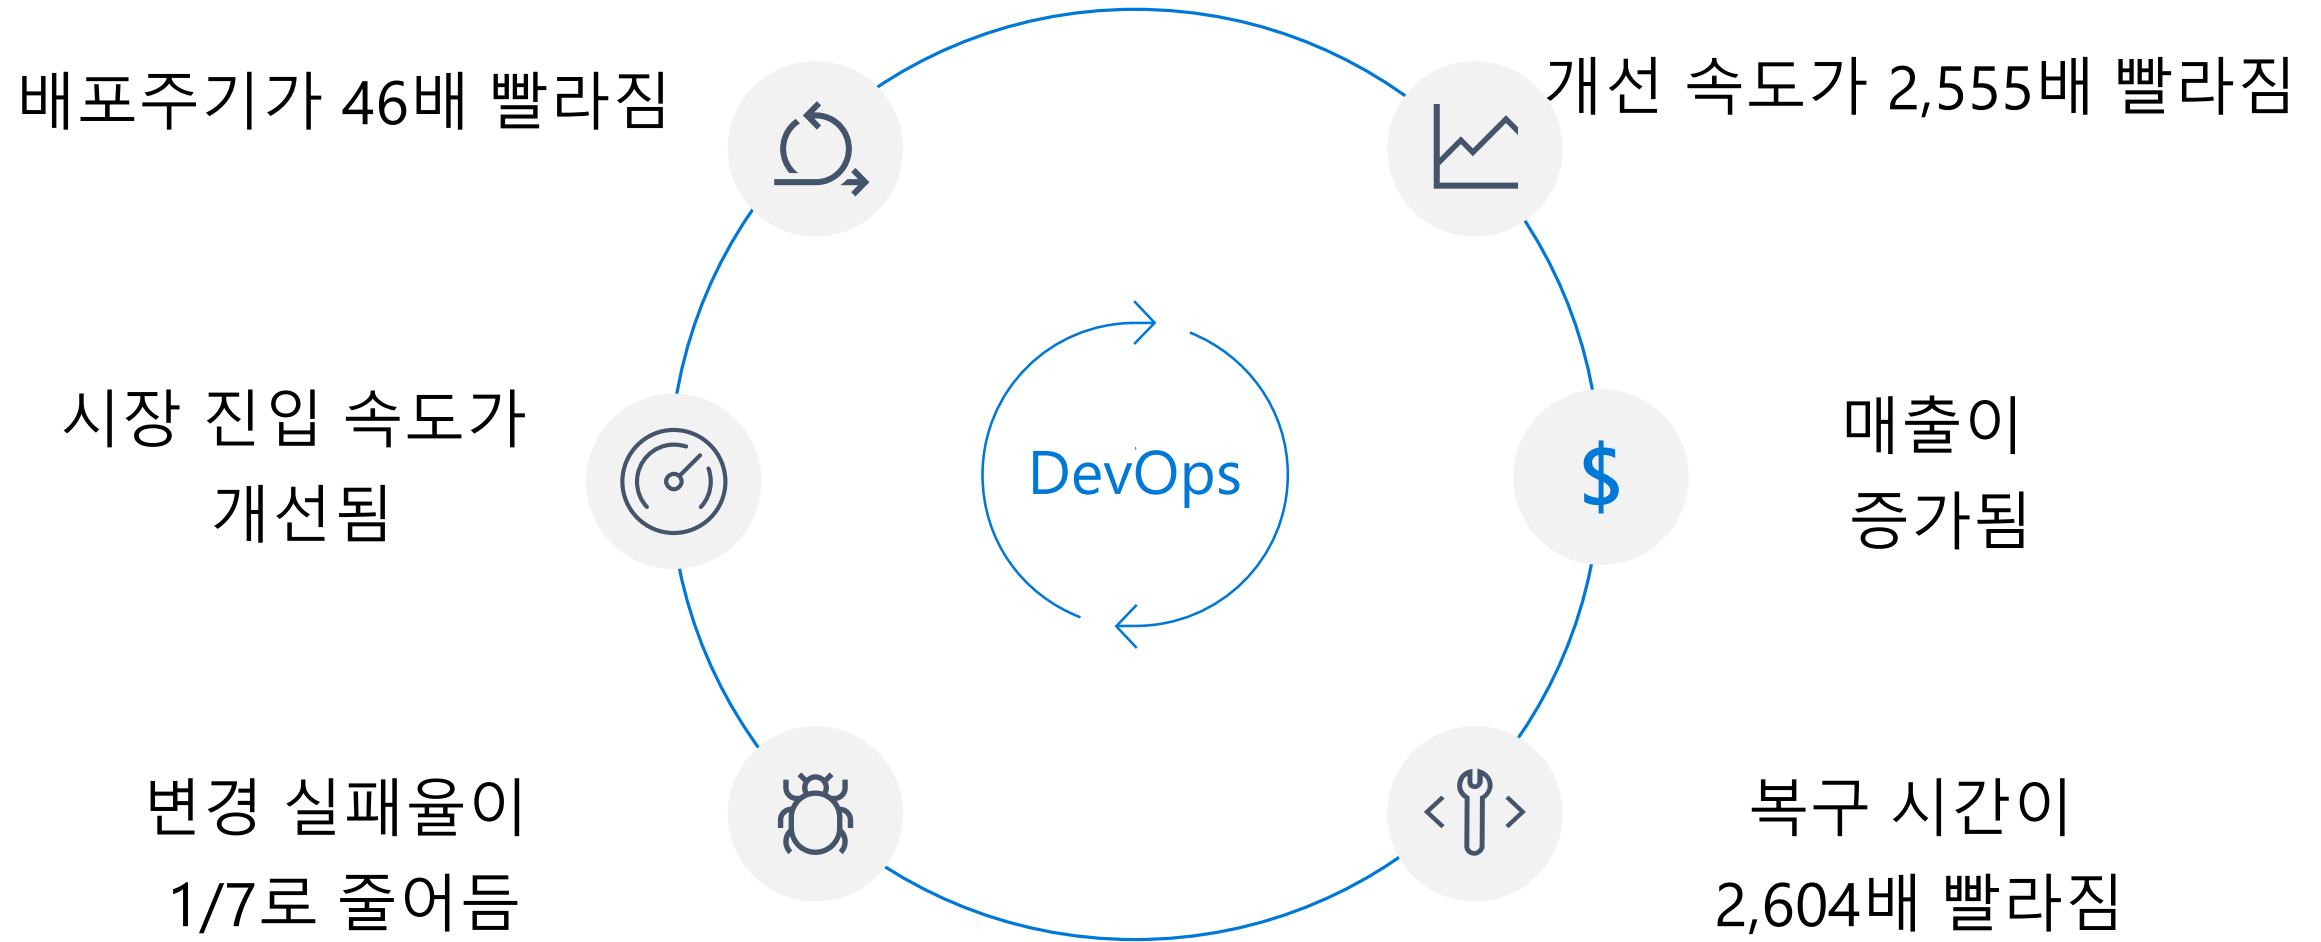 배포주기가 46배 빨라짐
개선 속도가 2,555배 빨라짐
시장 진입 속도가
개선됨
DevOps
$
매출이
증가됨
변경 실패율이
1/7로 줄어듬
복구 시간이
2,604배 빨라짐